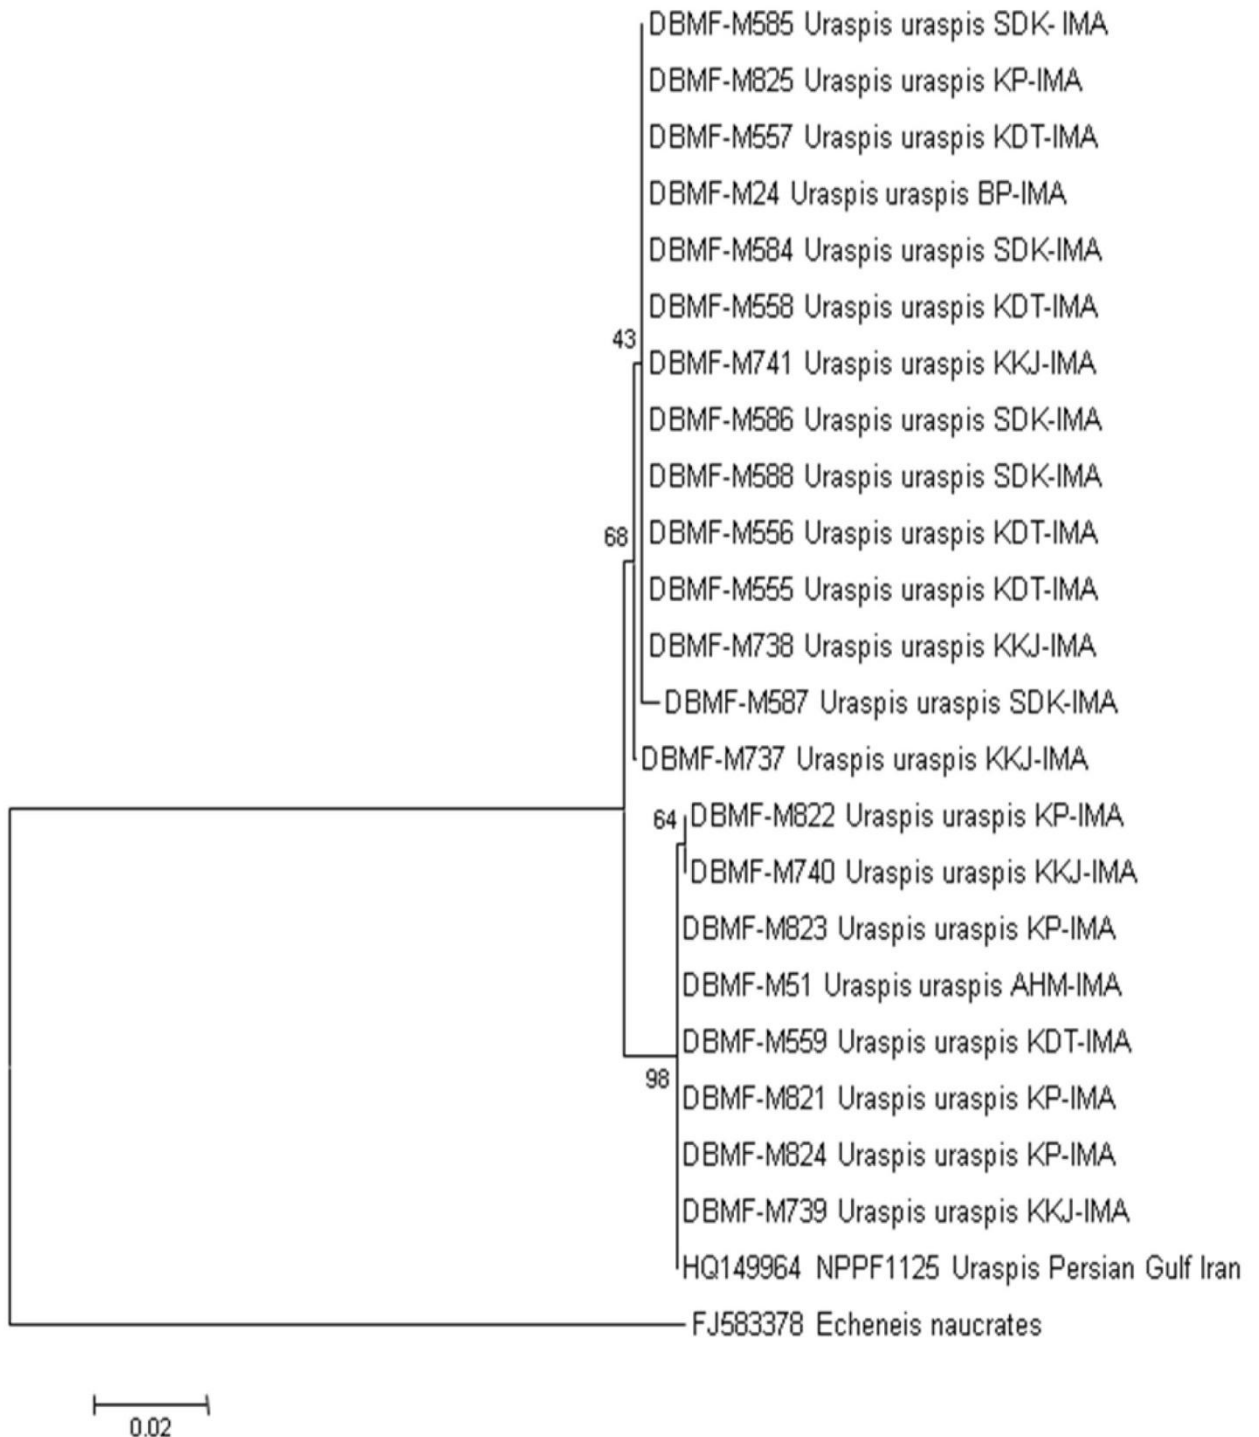 DBMF-M585 Uraspis uraspis SDK- IMA
DBMF-M825 Uraspis uraspis KP-IMA
DBMF-M557 Uraspis uraspis KDT-IMA
DBMF-M24 Uraspis uraspis BP-IMA
DBMF-M584 Uraspis uraspis SDK-IMA
DBMF-M558 Uraspis uraspis KDT-IMA
43
DBMF-M741 Uraspis uraspis KKJ-IMA
DBMF-M586 Uraspis uraspis SDK-IMA
DBMF-M588 Uraspis uraspis SDK-IMA
68
DBMF-M556 Uraspis uraspis KDT-IMA
DBMF-M555 Uraspis uraspis KDT-IMA
DBMF-M738 Uraspis uraspis KKJ-IMA
DBMF-M587 Uraspis uraspis SDK-IMA
DBMF-M737 Uraspis uraspis KKJ-IMA
64
DBMF-M822 Uraspis uraspis KP-IMA
DBMF-M740 Uraspis uraspis KKJ-IMA
DBMF-M823 Uraspis uraspis KP-IMA
DBMF-M51 Uraspis uraspis AHM-IMA
DBMF-M559 Uraspis uraspis KDT-IMA
98
DBMF-M821 Uraspis uraspis KP-IMA
DBMF-M824 Uraspis uraspis KP-IMA
DBMF-M739 Uraspis uraspis KKJ-IMA
HQ149964 NPPF1125 Uraspis Persian Gulf Iran
FJ583378 Echeneis naucrates
0.02